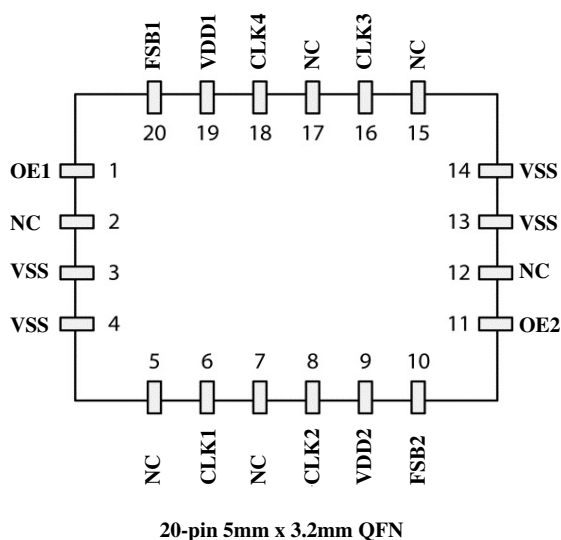 FSB1 VDD1 CLK4 NC CLK3 NC
20 19 18 17 16 15
OE1 1 14 VSS
NC 2 13 VSS
VSS 3 12 NC
VSS 4 11 OE2
5 6 7 8 9 10
NC CLK1 NC CLK2 VDD2 FSB2
20-pin 5mm x 3.2mm QFN